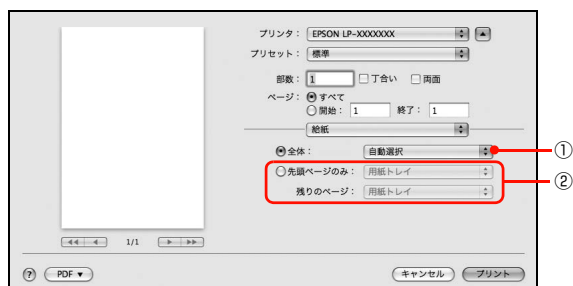 プリンタ： EPSON LP-XXXXXXX
プリセット： 標準
部数： 1 丁合い 両面
ページ： すべて
開始： 1 終了： 1
給紙
全体： 自動選択 ①
先頭ページのみ： 用紙トレイ
②
残りのページ： 用紙トレイ
1/1
? PDF▼ キャンセル プリント